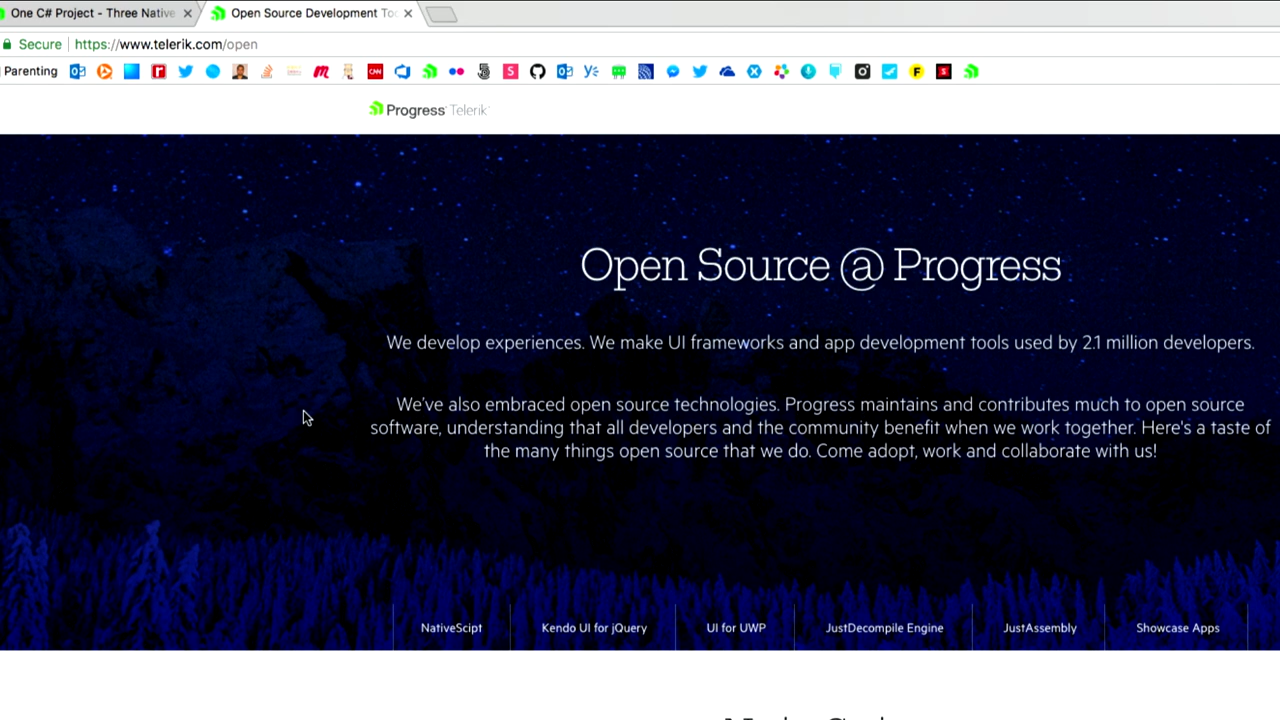 One C# Project - Three Native
Open Source Development Too
Secure
https://www.telerik.com/open
Parenting
Progress Telerik
Open Source @ Progress
We develop experiences. We make UI frameworks and app development tools used by 2.1 million developers.
We've also embraced open source technologies. Progress maintains and contributes much to open source
software, understanding that all developers and the community benefit when we work together. Here's a taste of
the many things open source that we do. Come adopt, work and collaborate with us!
NativeScipt
Kendo UI for jQuery
UI for UWP
JustDecompile Engine
JustAssembly
Showcase Apps